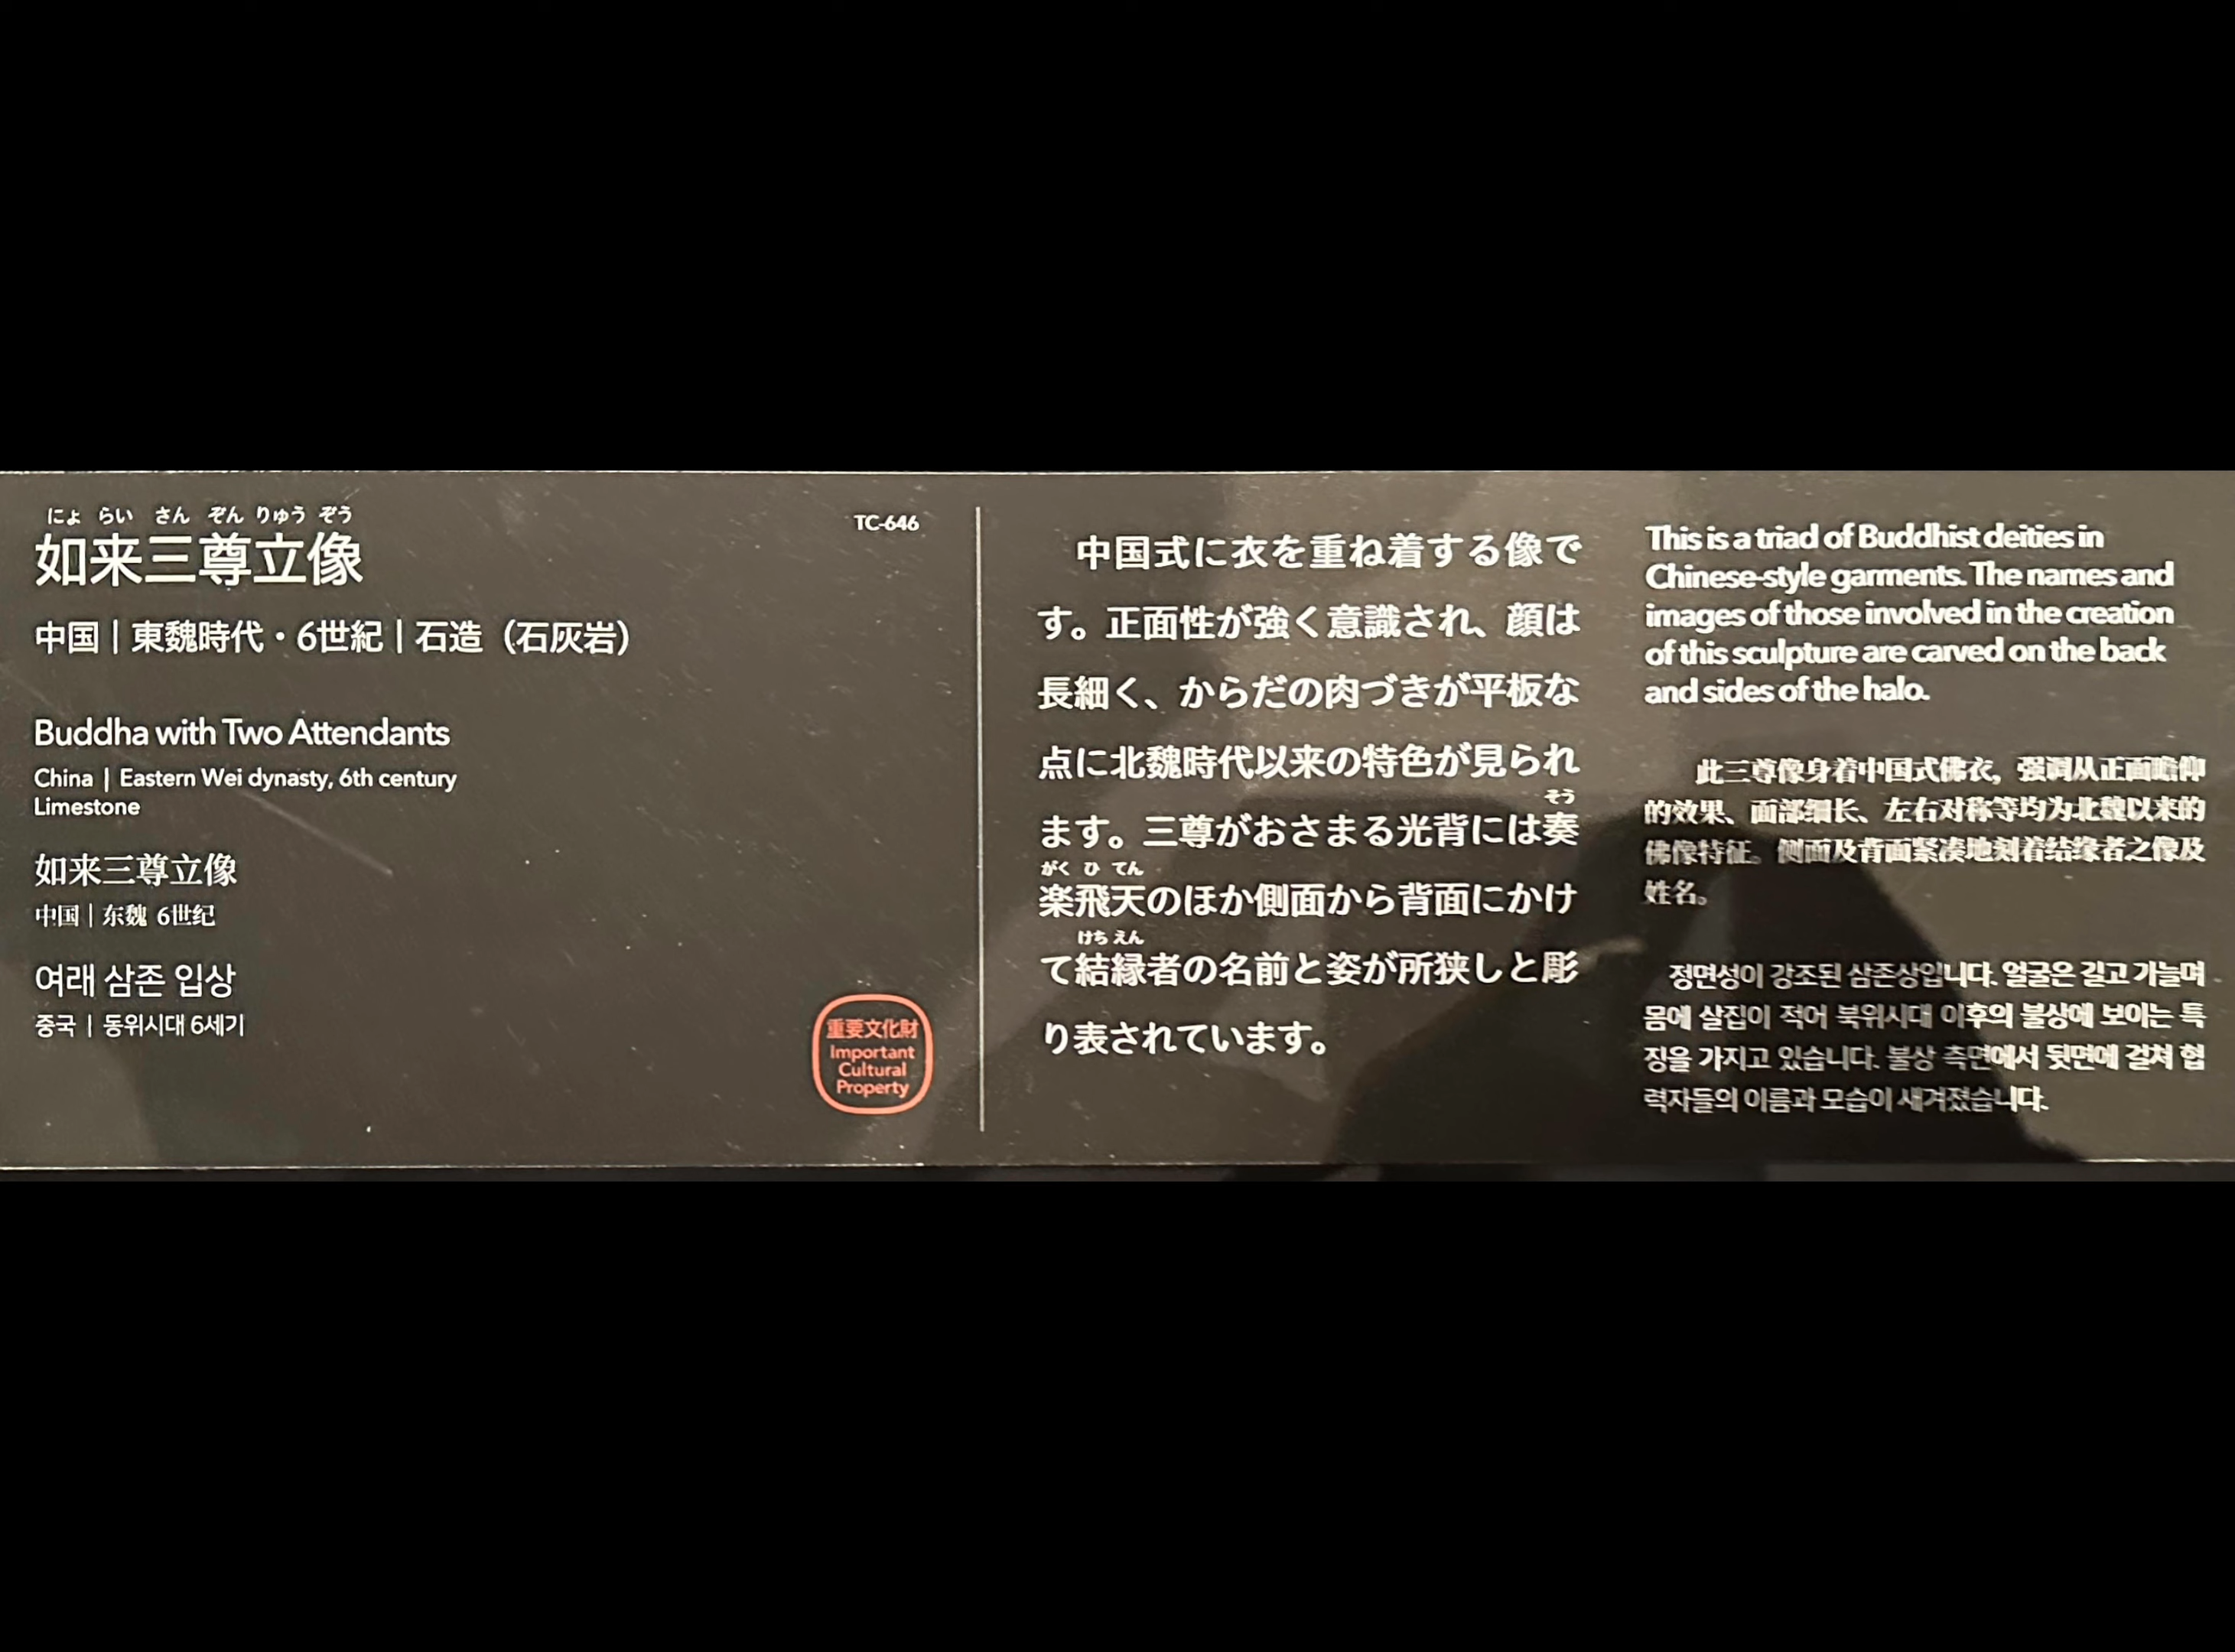 にょ らい さん ぞん りゅう ぞう
如来三尊立像
中国｜東魏時代・6世紀｜石造（石灰岩）
Buddha with Two Attendants
China | Eastern Wei dynasty, 6th century
Limestone
如来三尊立像
中国｜东魏 6世纪
여래 삼존 입상
중국 | 동위시대 6세기
TC-646
重要文化財
Important
Cultural
Property
中国式に衣を重ね着する像で
す。正面性が強く意識され、顔は
長細く、からだの肉づきが平板な
点に北魏時代以来の特色が見られ
そう
ます。三尊がおさまる光背には奏
がく ひ てん
楽飛天のほか側面から背面にかけ
けち えん
て結縁者の名前と姿が所狭しと彫
り表されています。
This is a triad of Buddhist deities in
Chinese-style garments. The names and
images of those involved in the creation
of this sculpture are carved on the back
and sides of the halo.
此三尊像身着中国式佛衣，强调从正面瞻仰
的效果、面部细长、左右对称等均为北魏以来的
佛像特征。侧面及背面紧凑地刻着结缘者之像及
姓名。
정면성이 강조된 삼존상입니다. 얼굴은 길고 가늘며
몸에 살집이 적어 북위시대 이후의 불상에 보이는 특
징을 가지고 있습니다. 불상 측면에서 뒷면에 걸쳐 협
력자들의 이름과 모습이 새겨졌습니다.